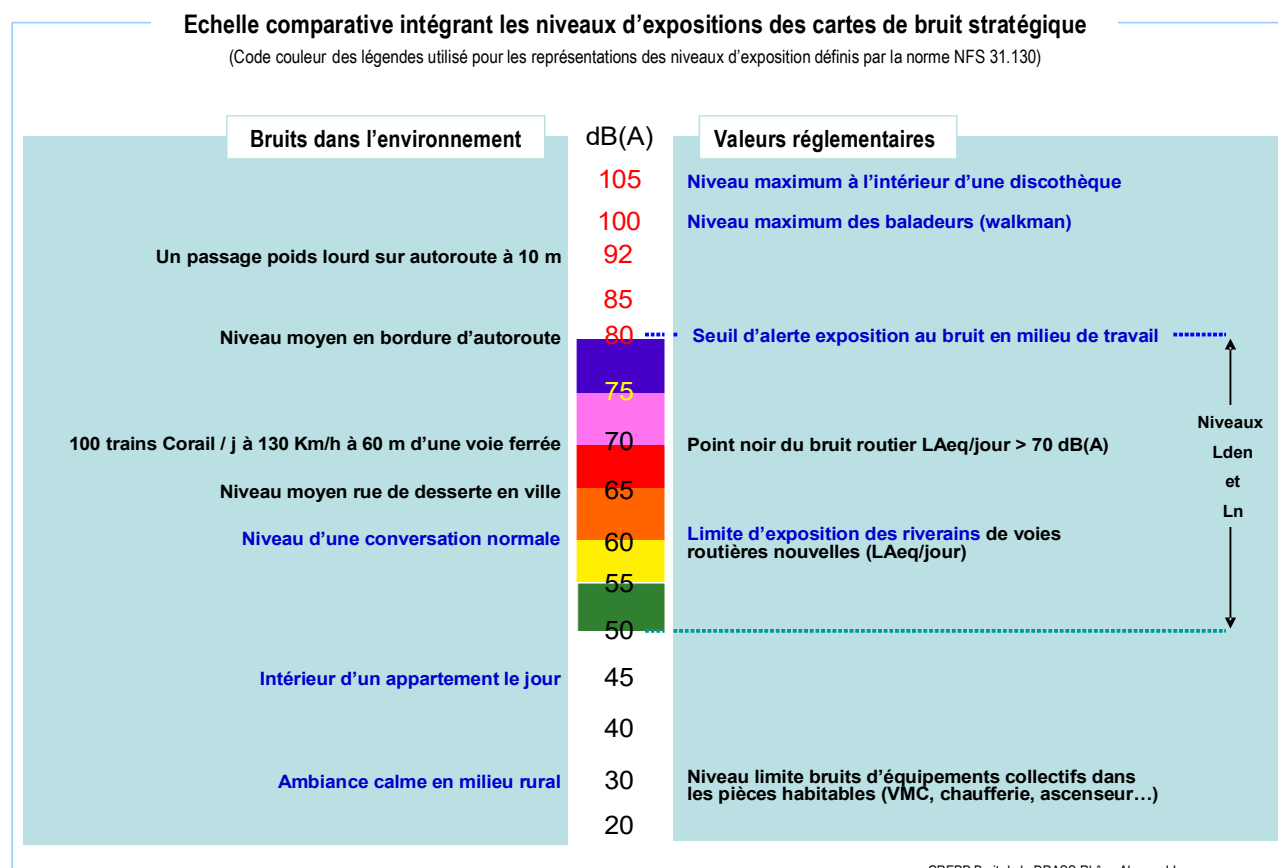 Echelle comparative intégrant les niveaux d'expositions des cartes de bruit stratégique
(Code couleur des légendes utilisé pour les représentations des niveaux d'exposition définis par la norme NFS 31.130)
Bruits dans l'environnement
dB(A)
Valeurs réglementaires
105
Niveau maximum à l'intérieur d'une discothèque
100
Niveau maximum des baladeurs (walkman)
Un passage poids lourd sur autoroute à 10 m
92
85
Niveau moyen en bordure d'autoroute
80
Seuil d'alerte exposition au bruit en milieu de travail
75
100 trains Corail / j à 130 Km/h à 60 m d'une voie ferrée
70
Point noir du bruit routier LAeq/jour > 70 dB(A)
Niveau moyen rue de desserte en ville
65
Niveau d'une conversation normale
60
Limite d'exposition des riverains de voies
routières nouvelles (LAeq/jour)
55
50
Niveaux
Lden
et
Ln
Intérieur d'un appartement le jour
45
40
Ambiance calme en milieu rural
30
Niveau limite bruits d'équipements collectifs dans
les pièces habitables (VMC, chaufferie, ascenseur…)
20